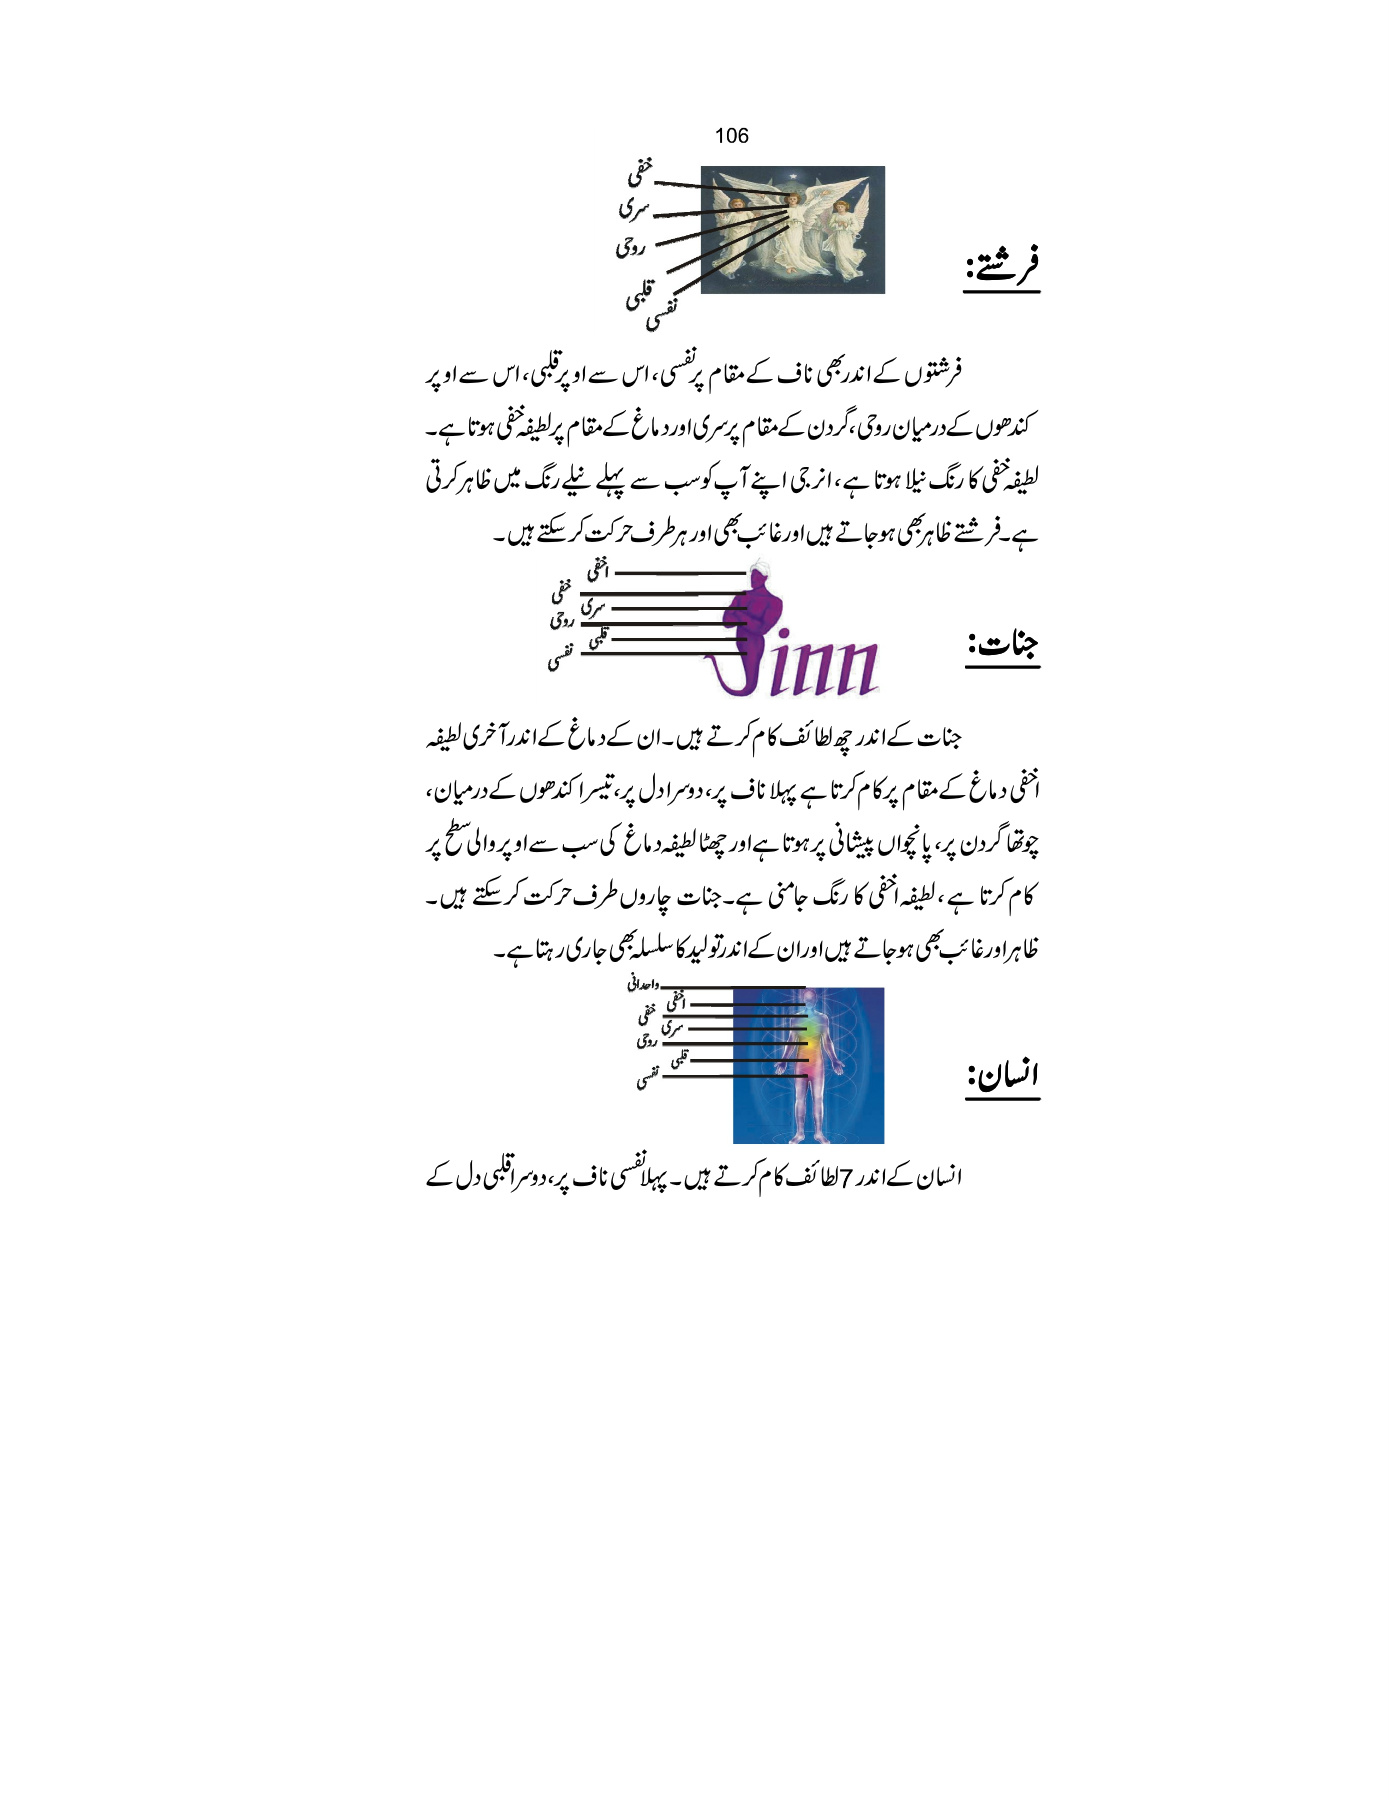 106
خفی
سری
روحی
قلبی
نفسی
فرشتے:
فرشتوں کے اندر بھی ناف کے مقام پر نفسی، اس سے اوپر قلبی، اس سے اوپر
کندھوں کے درمیان روحی، گردن کے مقام پر سری اور دماغ کے مقام پر لطیفہ خفی ہوتا ہے۔
لطیفہ خفی کا رنگ نیلا ہوتا ہے، انرجی اپنے آپ کو سب سے پہلے نیلے رنگ میں ظاہر کرتی
ہے۔ فرشتے ظاہر بھی ہو جاتے ہیں اور غائب بھی اور ہر طرف حرکت کر سکتے ہیں۔
اخفی
خفی
سری
روحی
قلبی
نفسی
Jinn
جنات:
جنات کے اندر چھ لطائف کام کرتے ہیں۔ ان کے دماغ کے اندر آخری لطیفہ
اخفی دماغ کے مقام پر کام کرتا ہے پہلا ناف پر، دوسرا دل پر، تیسرا کندھوں کے درمیان،
چوتھا گردن پر، پانچواں پیشانی پر ہوتا ہے اور چھٹا لطیفہ دماغ کی سب سے اوپر والی سطح پر
کام کرتا ہے، لطیفہ اخفی کا رنگ جامنی ہے۔ جنات چاروں طرف حرکت کر سکتے ہیں۔
ظاہر اور غائب بھی ہو جاتے ہیں اور ان کے اندر تولید کا سلسلہ بھی جاری رہتا ہے۔
واحدانی
اخفی
خفی
سری
روحی
قلبی
نفسی
انسان:
انسان کے اندر 7 لطائف کام کرتے ہیں۔ پہلا نفسی ناف پر، دوسرا قلبی دل کے